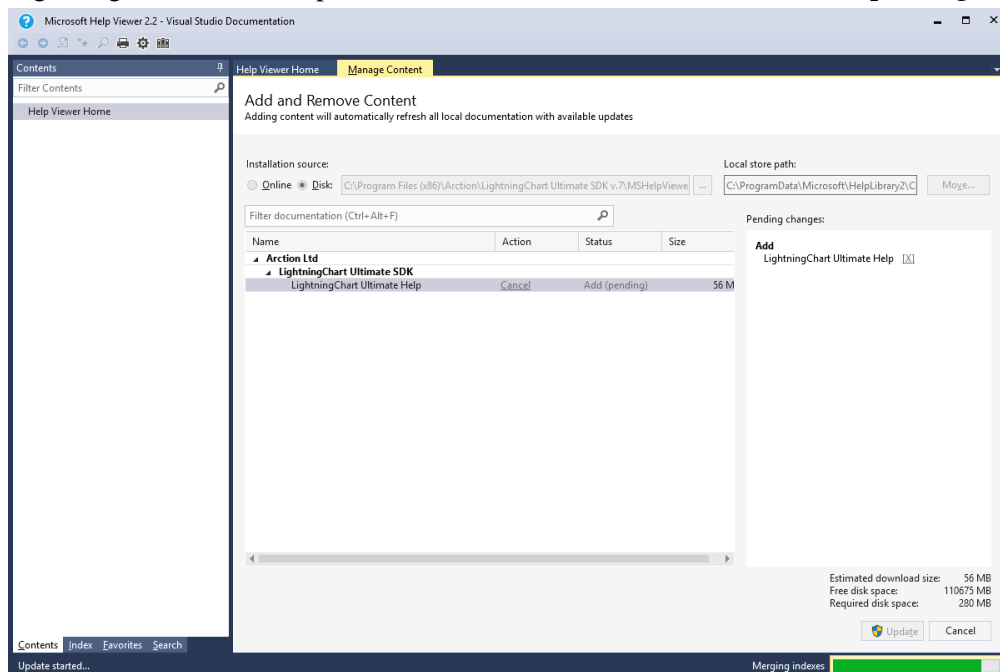 Microsoft Help Viewer 2.2 - Visual Studio Documentation
Contents
Filter Contents
Help Viewer Home
Help Viewer Home Manage Content
Add and Remove Content
Adding content will automatically refresh all local documentation with available updates
Installation source:
Online Disk: C:\Program Files (x86)\Arction\LightningChart Ultimate SDK v.7\MSHelpViewe ...
Local store path:
C:\ProgramData\Microsoft\HelpLibrary2\C Move...
Filter documentation (Ctrl+Alt+F)
Name Action Status Size
Arction Ltd
LightningChart Ultimate SDK
LightningChart Ultimate Help Cancel Add (pending) 56 M
Pending changes:
Add
LightningChart Ultimate Help [X]
Estimated download size: 56 MB
Free disk space: 110675 MB
Required disk space: 280 MB
Update Cancel
Contents Index Favorites Search
Update started... Merging indexes